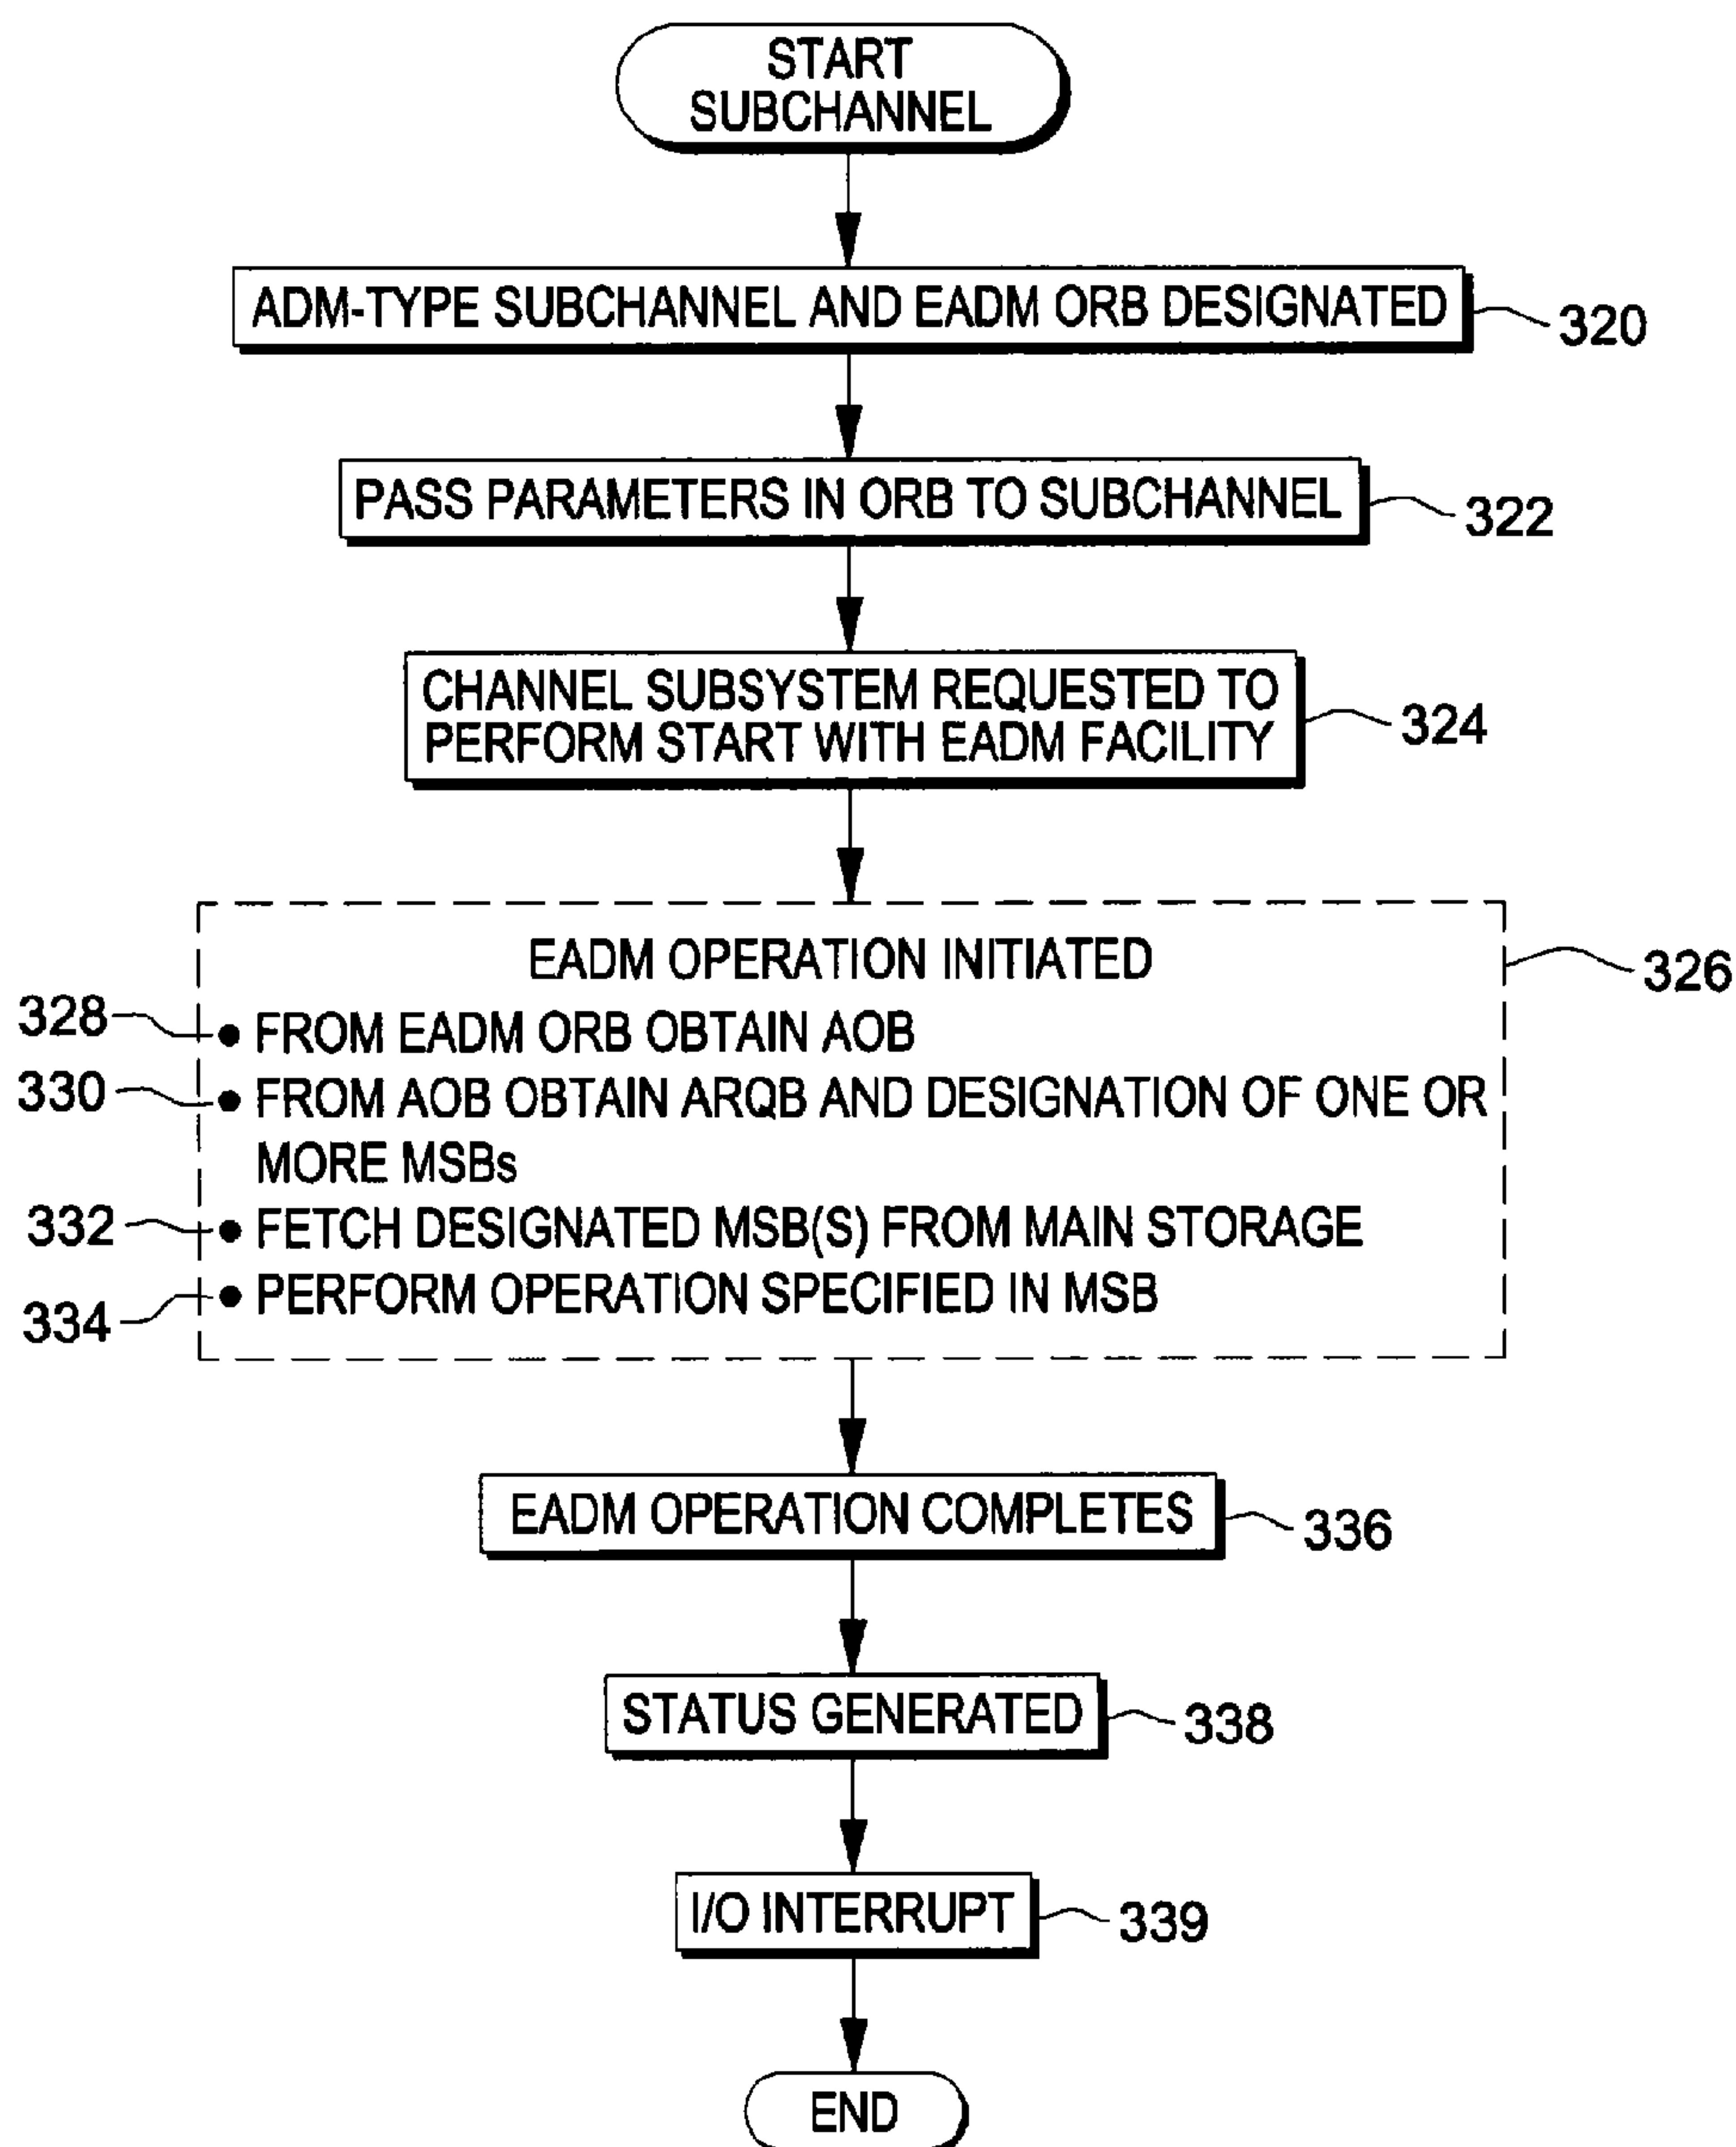 START
SUBCHANNEL
ADM-TYPE SUBCHANNEL AND EADM ORB DESIGNATED
320
PASS PARAMETERS IN ORB TO SUBCHANNEL
322
CHANNEL SUBSYSTEM REQUESTED TO
PERFORM START WITH EADM FACILITY
324
EADM OPERATION INITIATED
326
328
• FROM EADM ORB OBTAIN AOB
330
• FROM AOB OBTAIN ARQB AND DESIGNATION OF ONE OR
MORE MSBs
332
• FETCH DESIGNATED MSB(S) FROM MAIN STORAGE
334
• PERFORM OPERATION SPECIFIED IN MSB
EADM OPERATION COMPLETES
336
STATUS GENERATED
338
I/O INTERRUPT
339
END